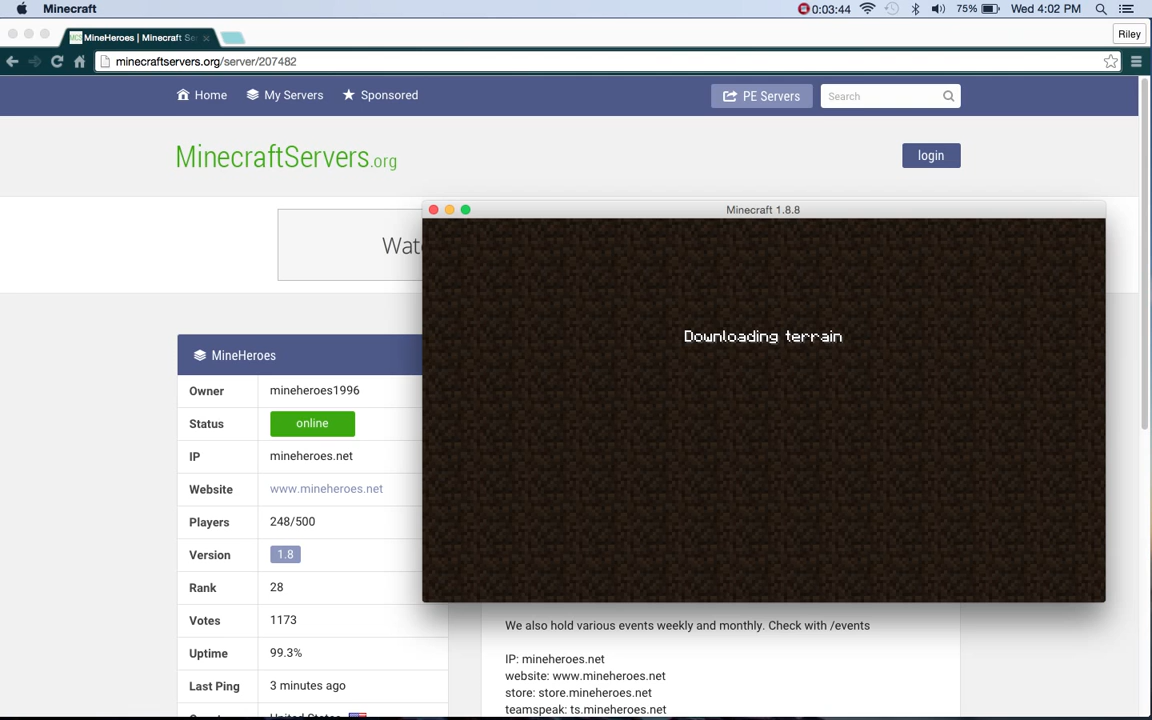 Minecraft 0:03:44 75% Wed 4:02 PM
MineHeroes | Minecraft Se Riley
minecraftservers.org/server/207482
Home My Servers Sponsored PE Servers Search
MinecraftServers.org login
Minecraft 1.8.8
Downloading terrain
MineHeroes
Owner mineheroes1996
Status online
IP mineheroes.net
Website www.mineheroes.net
Players 248/500
Version 1.8
Rank 28
Votes 1173
Uptime 99.3%
Last Ping 3 minutes ago
United States
We also hold various events weekly and monthly. Check with /events
IP: mineheroes.net
website: www.mineheroes.net
store: store.mineheroes.net
teamspeak: ts.mineheroes.net